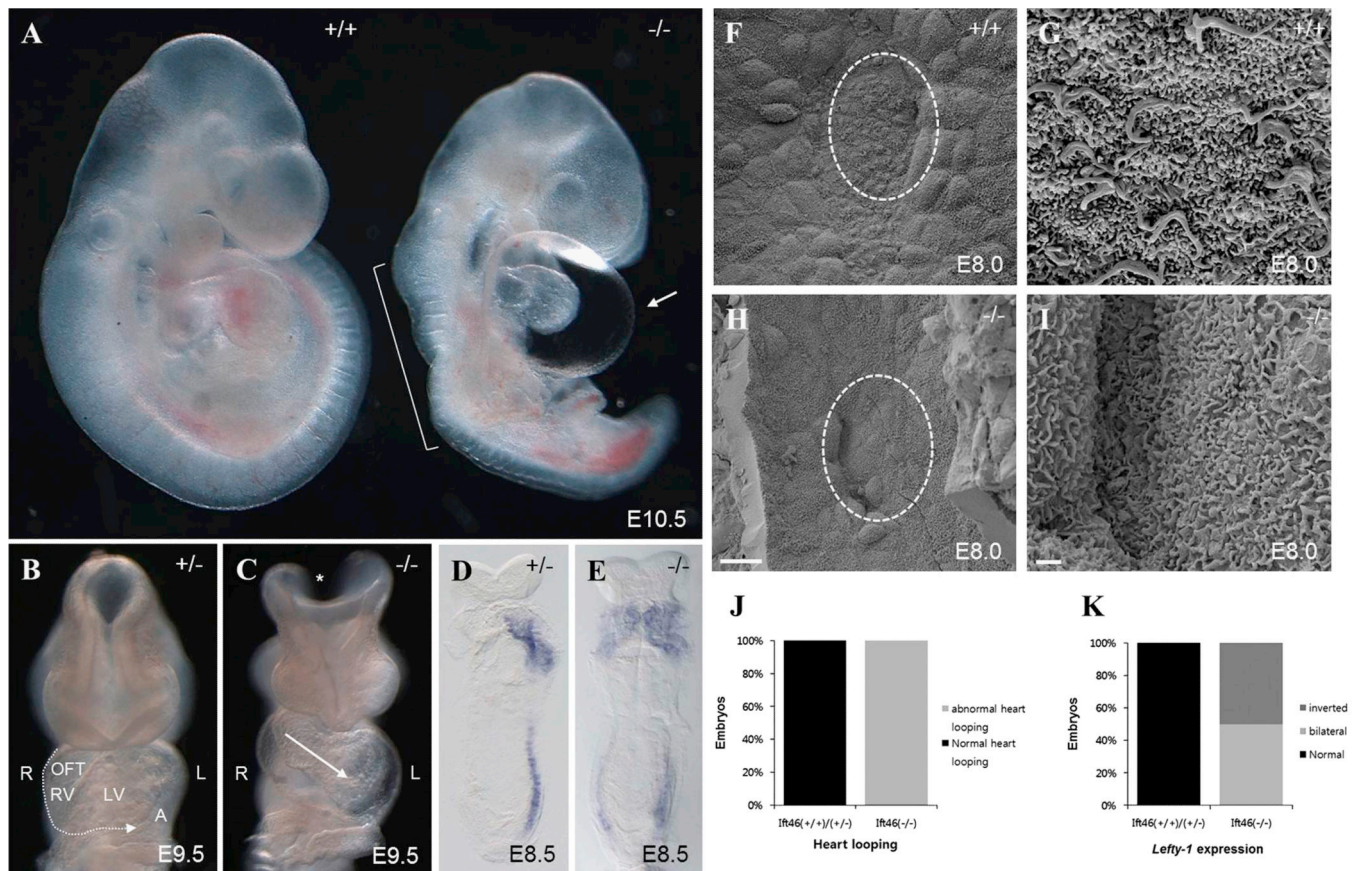 A
+/+
-/-
E10.5
B
+/-
R
L
OFT
RV
LV
A
E9.5
C
*
-/-
R
L
E9.5
D
+/-
E8.5
E
-/-
E8.5
F
+/+
E8.0
G
+/+
E8.0
H
-/-
E8.0
I
-/-
E8.0
J
100%
80%
60%
40%
20%
0%
Embryos
Ift46(+/+)/(+/-)
Ift46(-/-)
Heart looping
abnormal heart
looping
Normal heart
looping
K
100%
80%
60%
40%
20%
0%
Embryos
Ift46(+/+)/(+/-)
Ift46(-/-)
Lefty-1 expression
inverted
bilateral
Normal